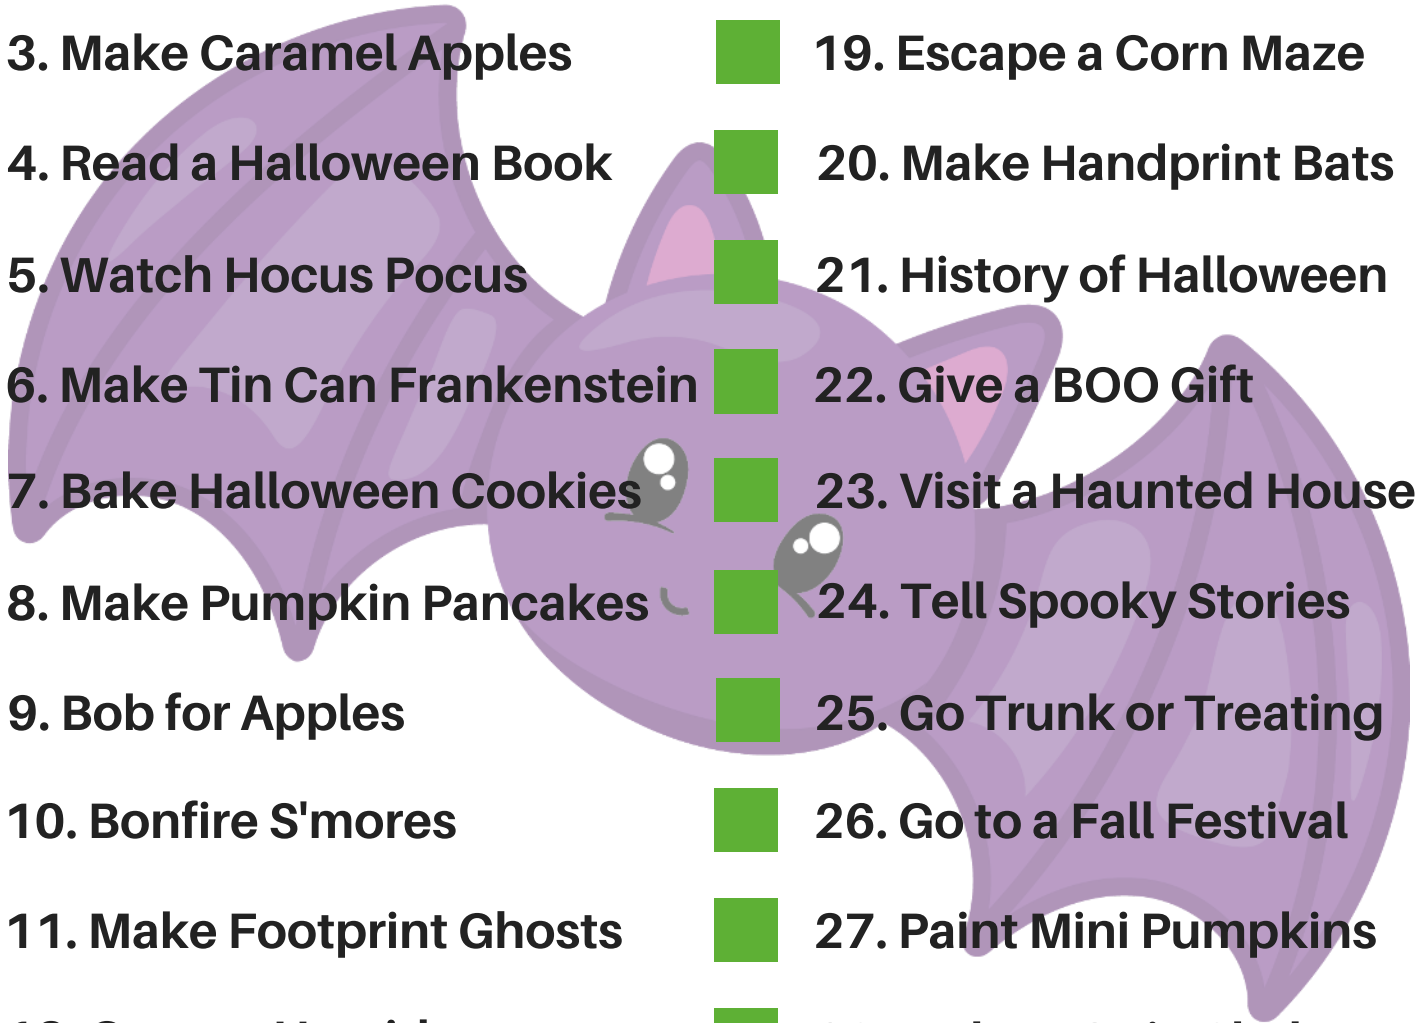 3. Make Caramel Apples
4. Read a Halloween Book
5. Watch Hocus Pocus
6. Make Tin Can Frankenstein
7. Bake Halloween Cookies
8. Make Pumpkin Pancakes
9. Bob for Apples
10. Bonfire S'mores
11. Make Footprint Ghosts
19. Escape a Corn Maze
20. Make Handprint Bats
21. History of Halloween
22. Give a BOO Gift
23. Visit a Haunted House
24. Tell Spooky Stories
25. Go Trunk or Treating
26. Go to a Fall Festival
27. Paint Mini Pumpkins